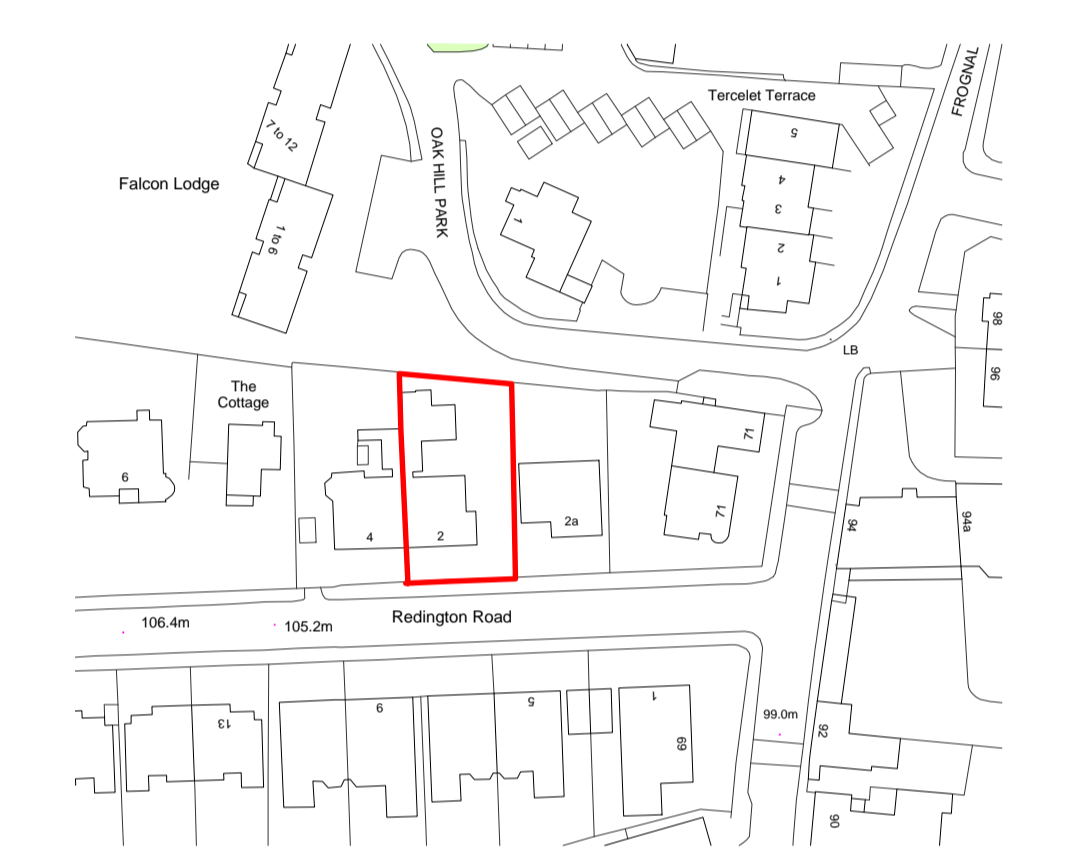 FROGNAL
Tercelet Terrace
7 to 12
OAK HILL PARK
5
Falcon Lodge
4
3
1
1 to 6
2
1
98
LB
96
The
Cottage
71
6
71
2a
94
94a
4
2
Redington Road
106.4m
105.2m
1
5
9
99.0m
13
69
92
90